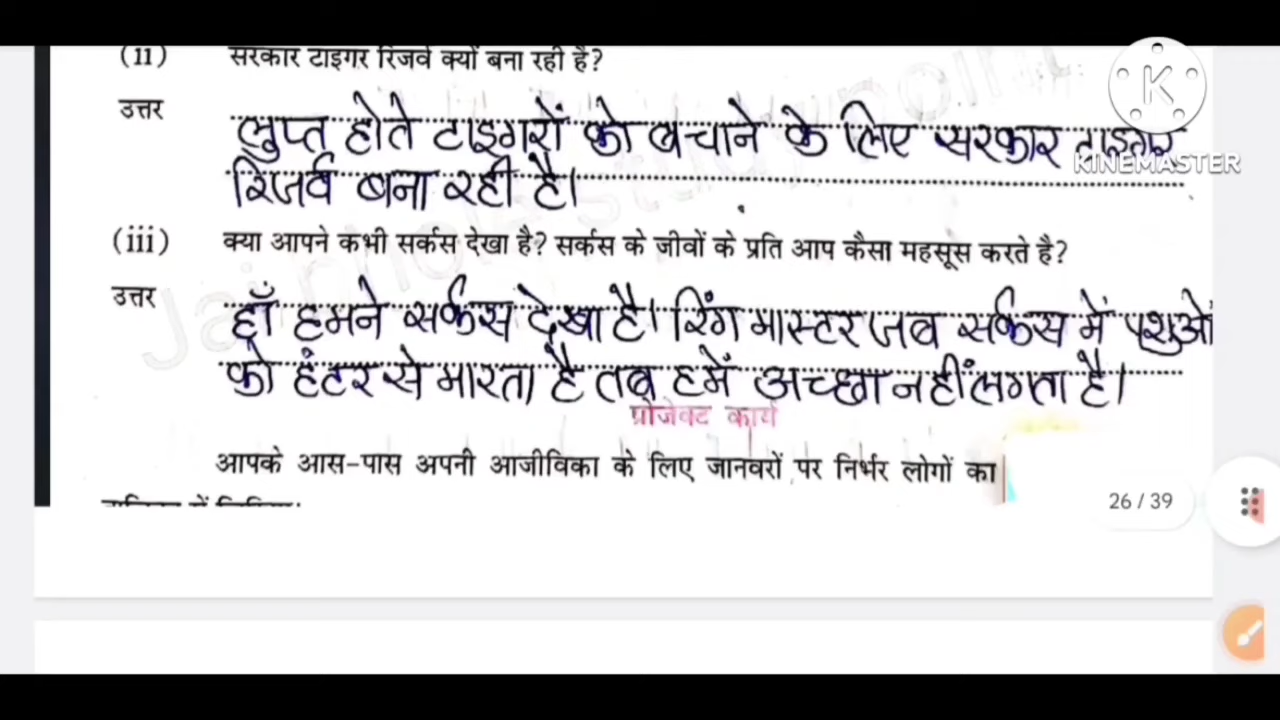 (ii) सरकार टाइगर रिजर्व क्यों बना रही है?
उत्तर
लुप्त होते टाइगरों को बचाने के लिए सरकार टाइगर
रिजर्व बना रही है।
(iii) क्या आपने कभी सर्कस देखा है? सर्कस के जीवों के प्रति आप कैसा महसूस करते है?
उत्तर
हाँ हमने सर्कस देखा है। रिंग मास्टर जब सर्कस में पशुओं
को हंटर से मारता है तब हमें अच्छा नहीं लगता है।
प्रोजेक्ट कार्य
आपके आस-पास अपनी आजीविका के लिए जानवरों पर निर्भर लोगों का
26 / 39
K
KINEMASTER